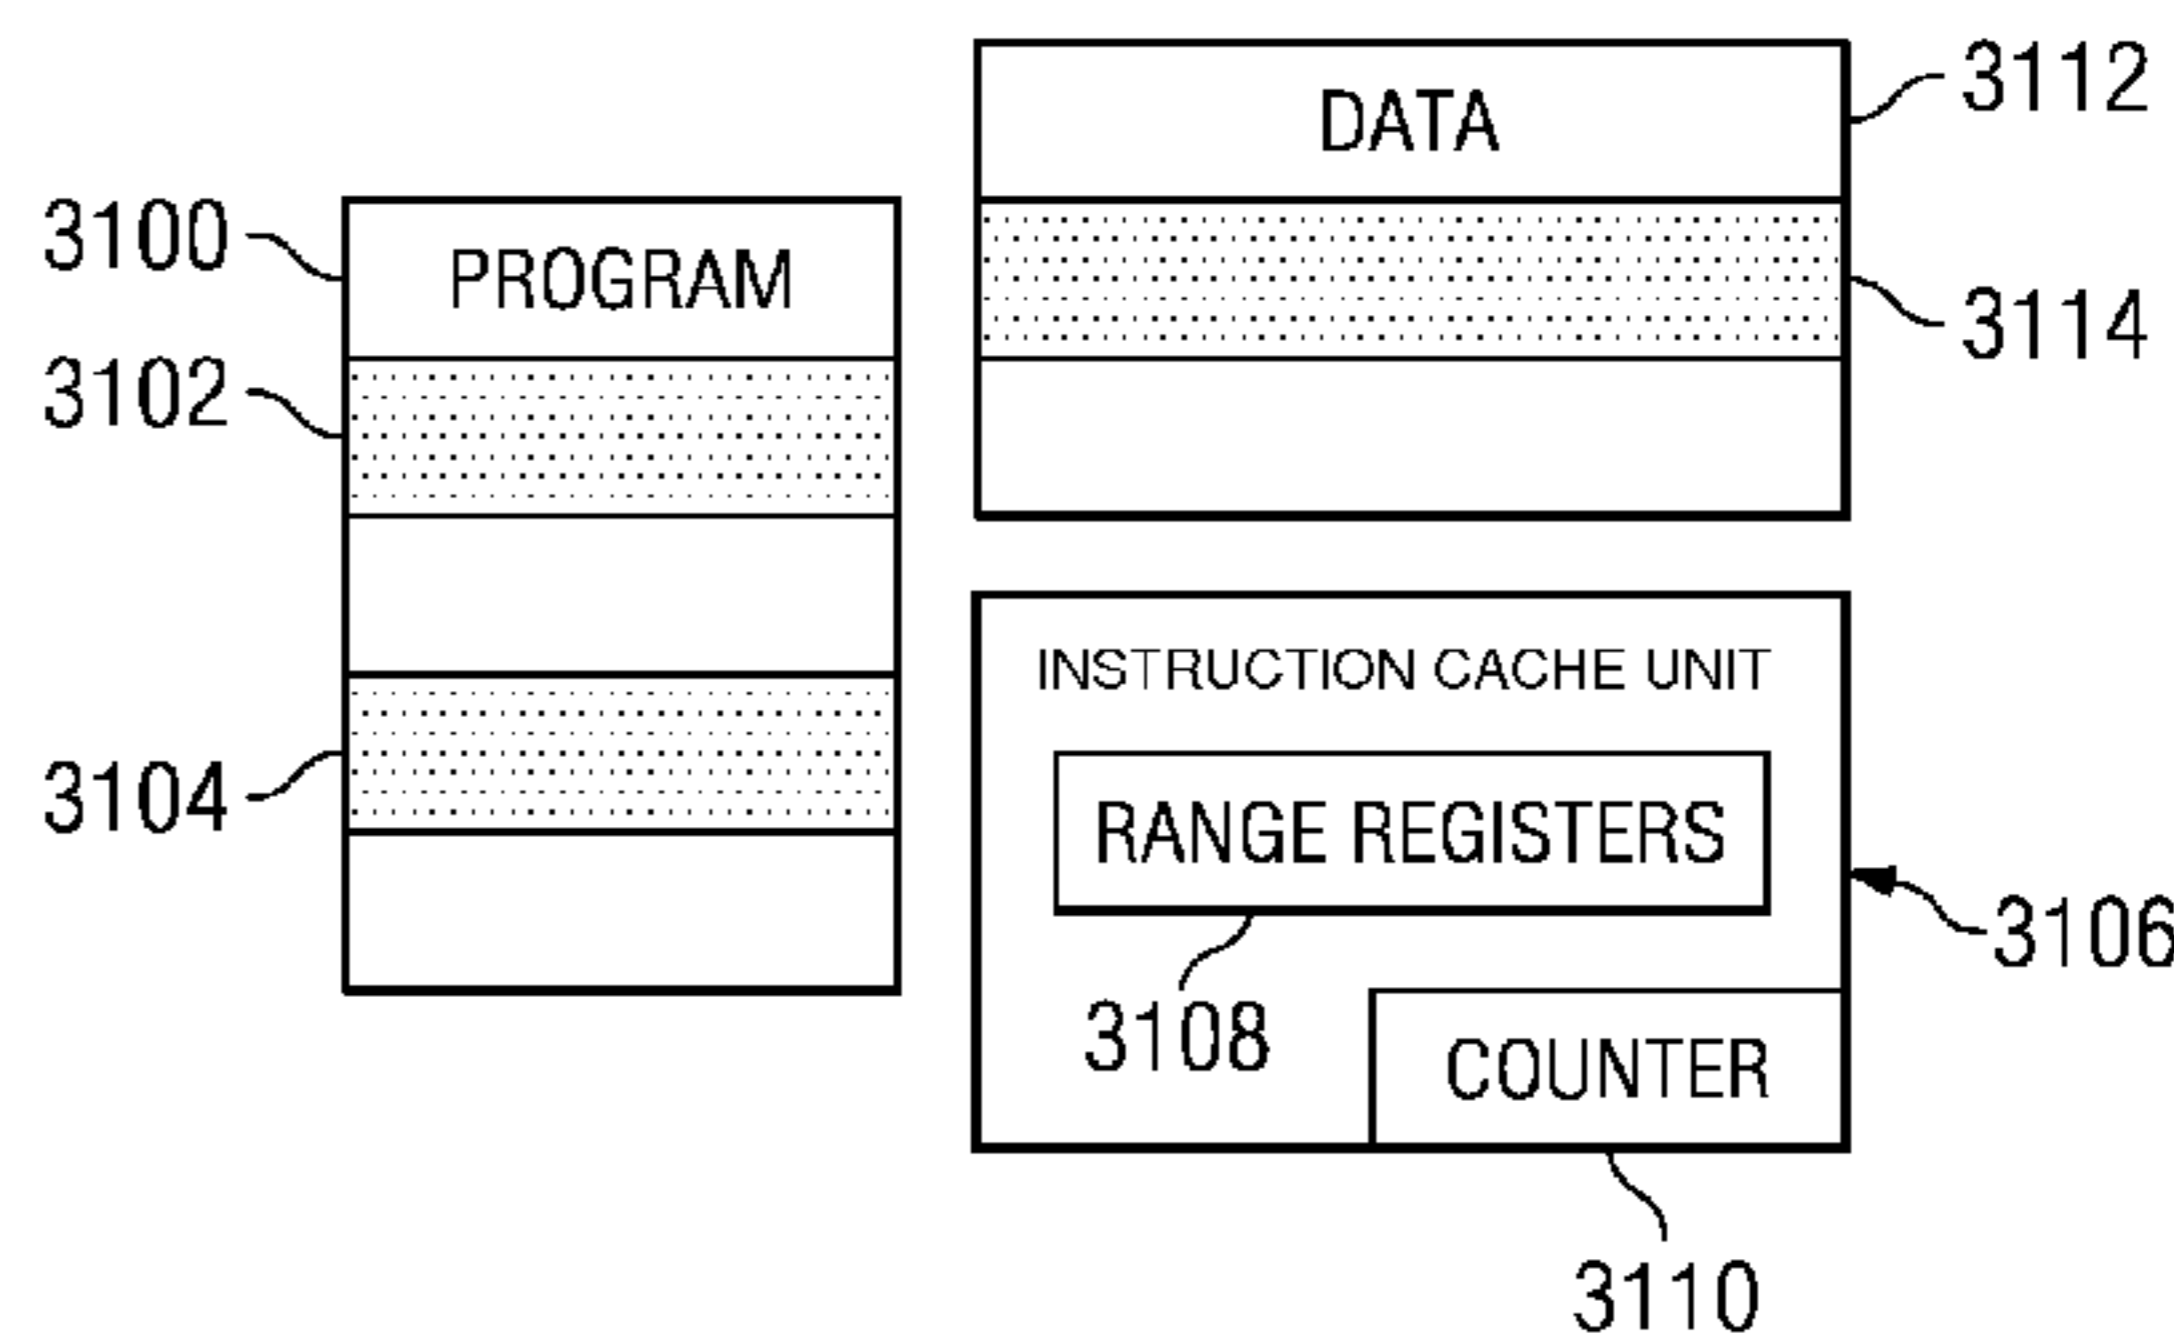 3100
PROGRAM
3102
3104
DATA
3112
3114
INSTRUCTION CACHE UNIT
RANGE REGISTERS
3106
3108
COUNTER
3110